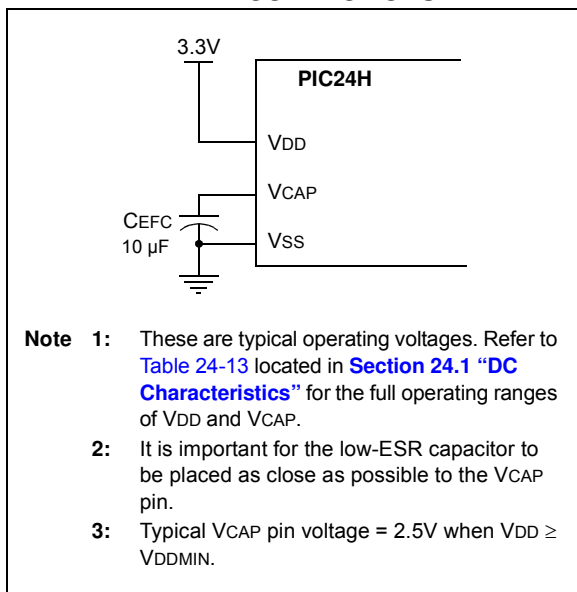 3.3V
PIC24H
VDD
VCAP
CEFC
10 µF
VSS
Note 1: These are typical operating voltages. Refer to
Table 24-13 located in Section 24.1 “DC
Characteristics” for the full operating ranges
of VDD and VCAP.
2: It is important for the low-ESR capacitor to
be placed as close as possible to the VCAP
pin.
3: Typical VCAP pin voltage = 2.5V when VDD ≥
VDDMIN.